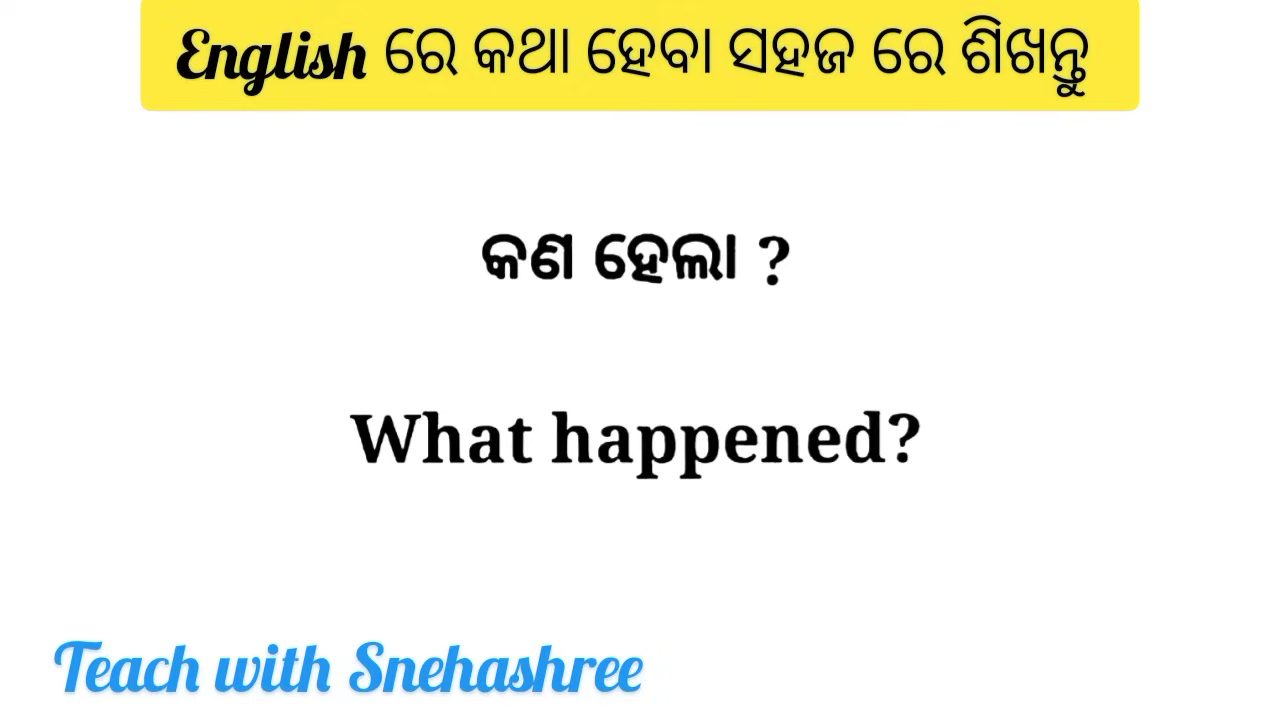 English ରେ କଥା ହେବା ସହଜ ରେ ଶିଖନ୍ତୁ
କଣ ହେଲା ?
What happened?
Teach with Snehashree